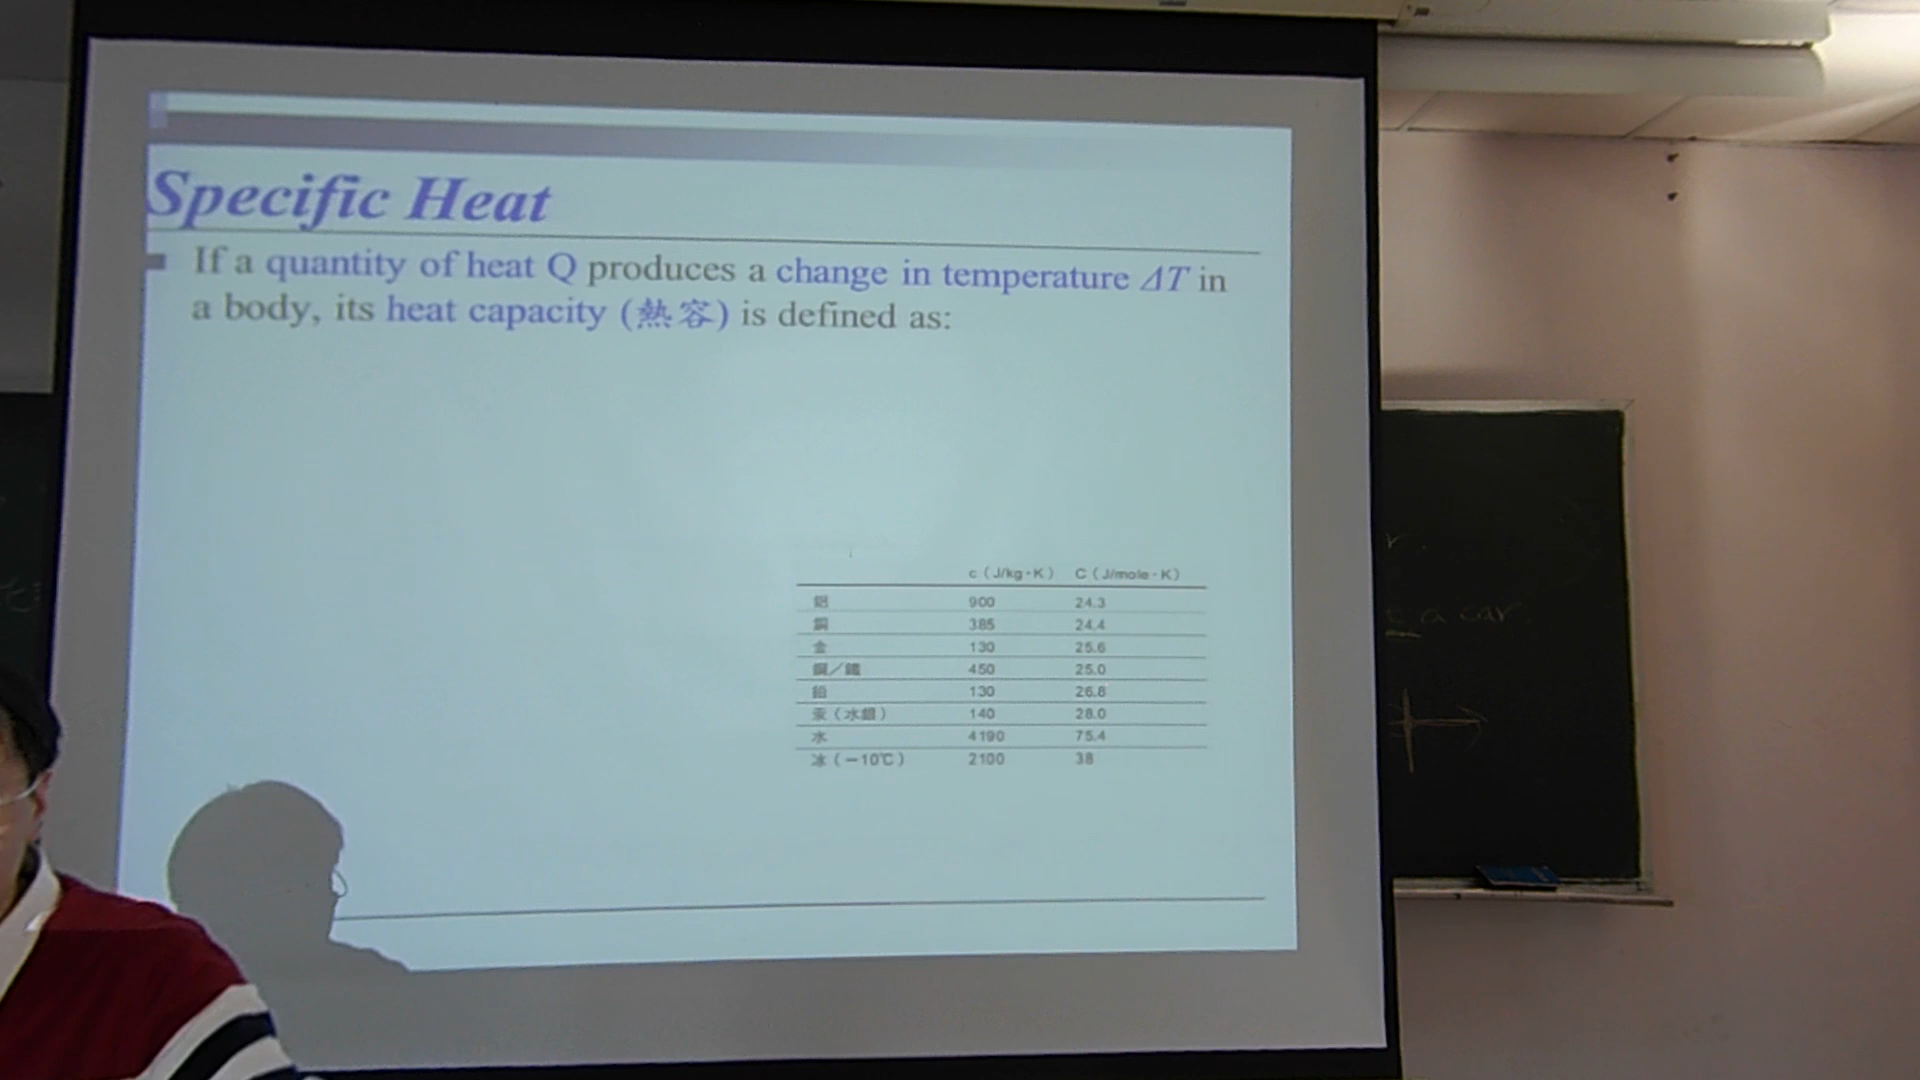 Specific Heat
If a quantity of heat Q produces a change in temperature ΔT in
a body, its heat capacity (熱容) is defined as:
c（J/kg・K） C（J/mole・K）
鋁 900 24.3
銅 385 24.4
金 130 25.6
鋼／鐵 450 25.0
鉛 130 26.8
汞（水銀） 140 28.0
水 4190 75.4
冰（－10℃） 2100 38
a car.